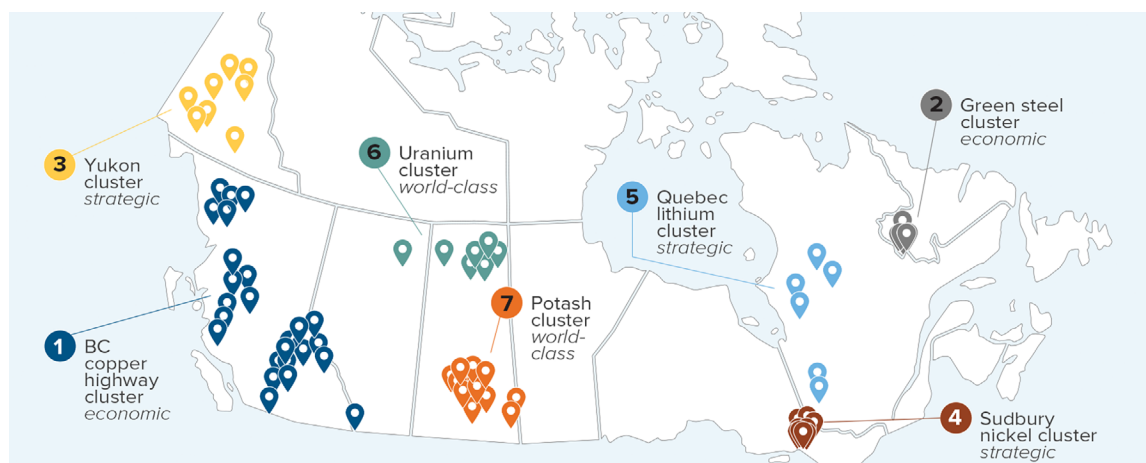 2
Green steel
cluster
economic
6
Uranium
cluster
world-class
3
Yukon
cluster
strategic
5
Quebec
lithium
cluster
strategic
7
Potash
cluster
world-
class
1
BC
copper
highway
cluster
economic
4
Sudbury
nickel cluster
strategic